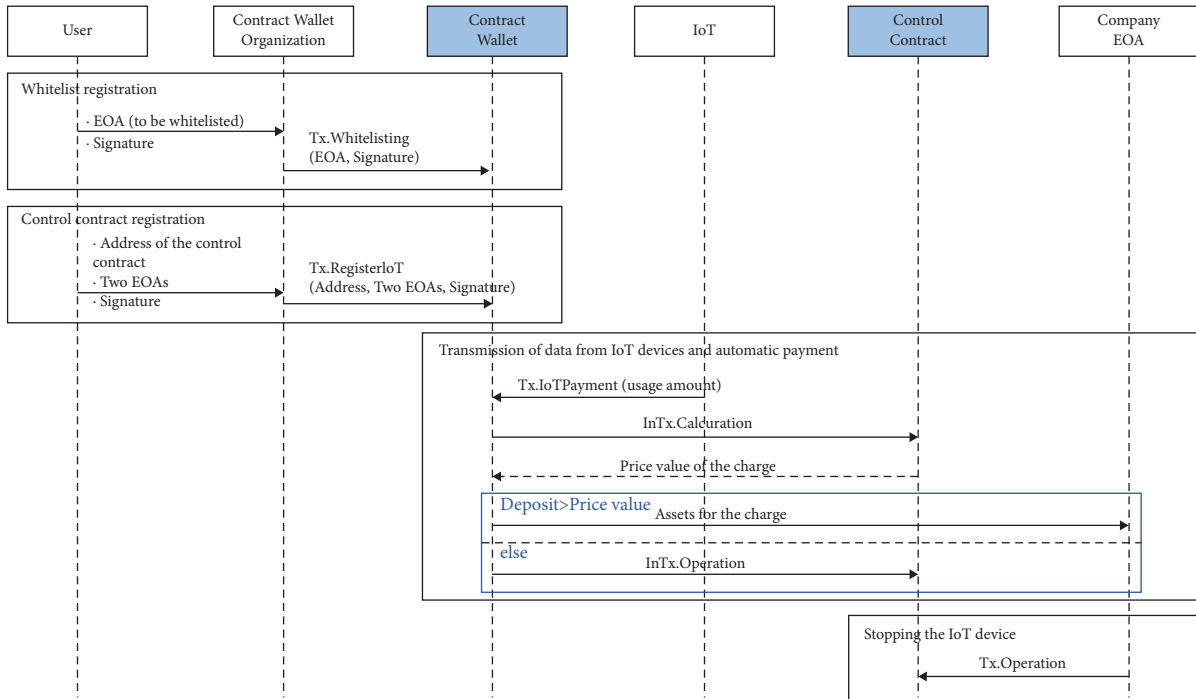 User
Contract Wallet
Organization
Contract
Wallet
IoT
Control
Contract
Company
EOA
Whitelist registration
· EOA (to be whitelisted)
· Signature
Tx.Whitelisting
(EOA, Signature)
Control contract registration
· Address of the control
contract
· Two EOAs
· Signature
Tx.RegisterIoT
(Address, Two EOAs, Signature)
Transmission of data from IoT devices and automatic payment
Tx.IoTPayment (usage amount)
InTx.Calcuration
Price value of the charge
Deposit>Price value
Assets for the charge
else
InTx.Operation
Stopping the IoT device
Tx.Operation